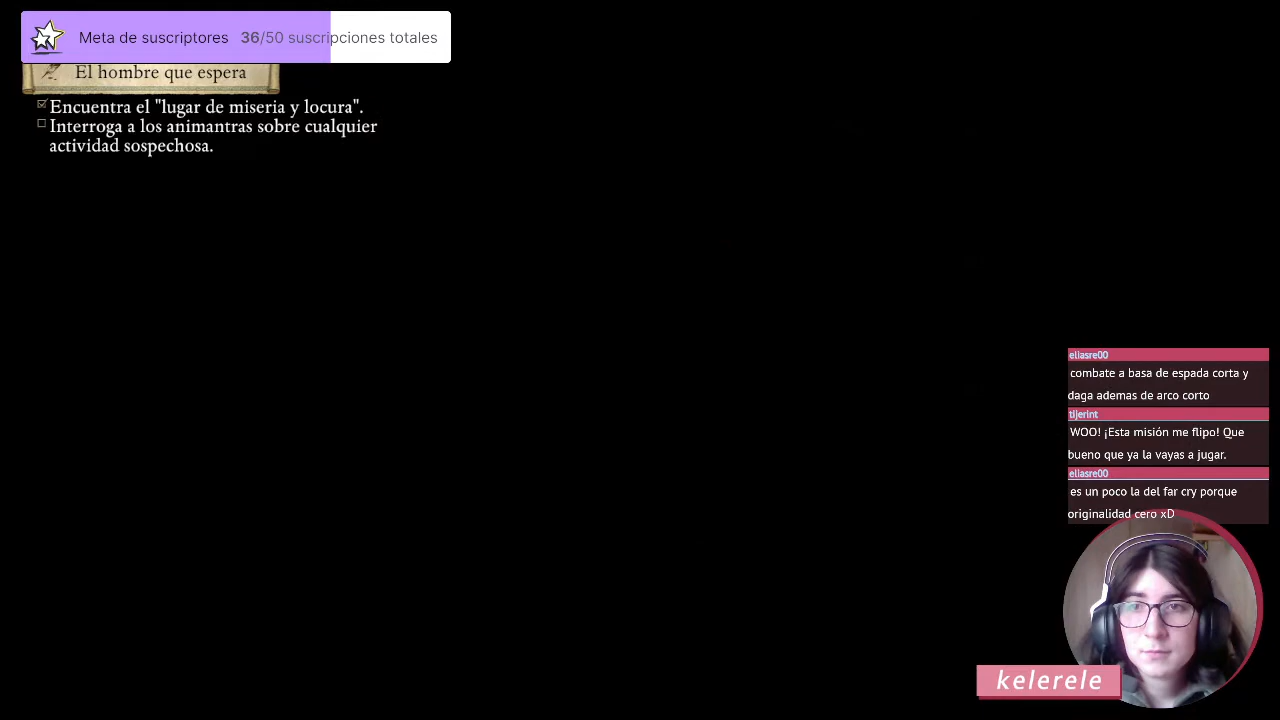 Meta de suscriptores 36/50 suscripciones totales
El hombre que espera
Encuentra el "lugar de miseria y locura".
Interroga a los animantras sobre cualquier
actividad sospechosa.
eliasre00
combate a basa de espada corta y
daga ademas de arco corto
tijerint
WOO! ¡Esta misión me flipo! Que
bueno que ya la vayas a jugar.
eliasre00
es un poco la del far cry porque
originalidad cero xD
kelerele